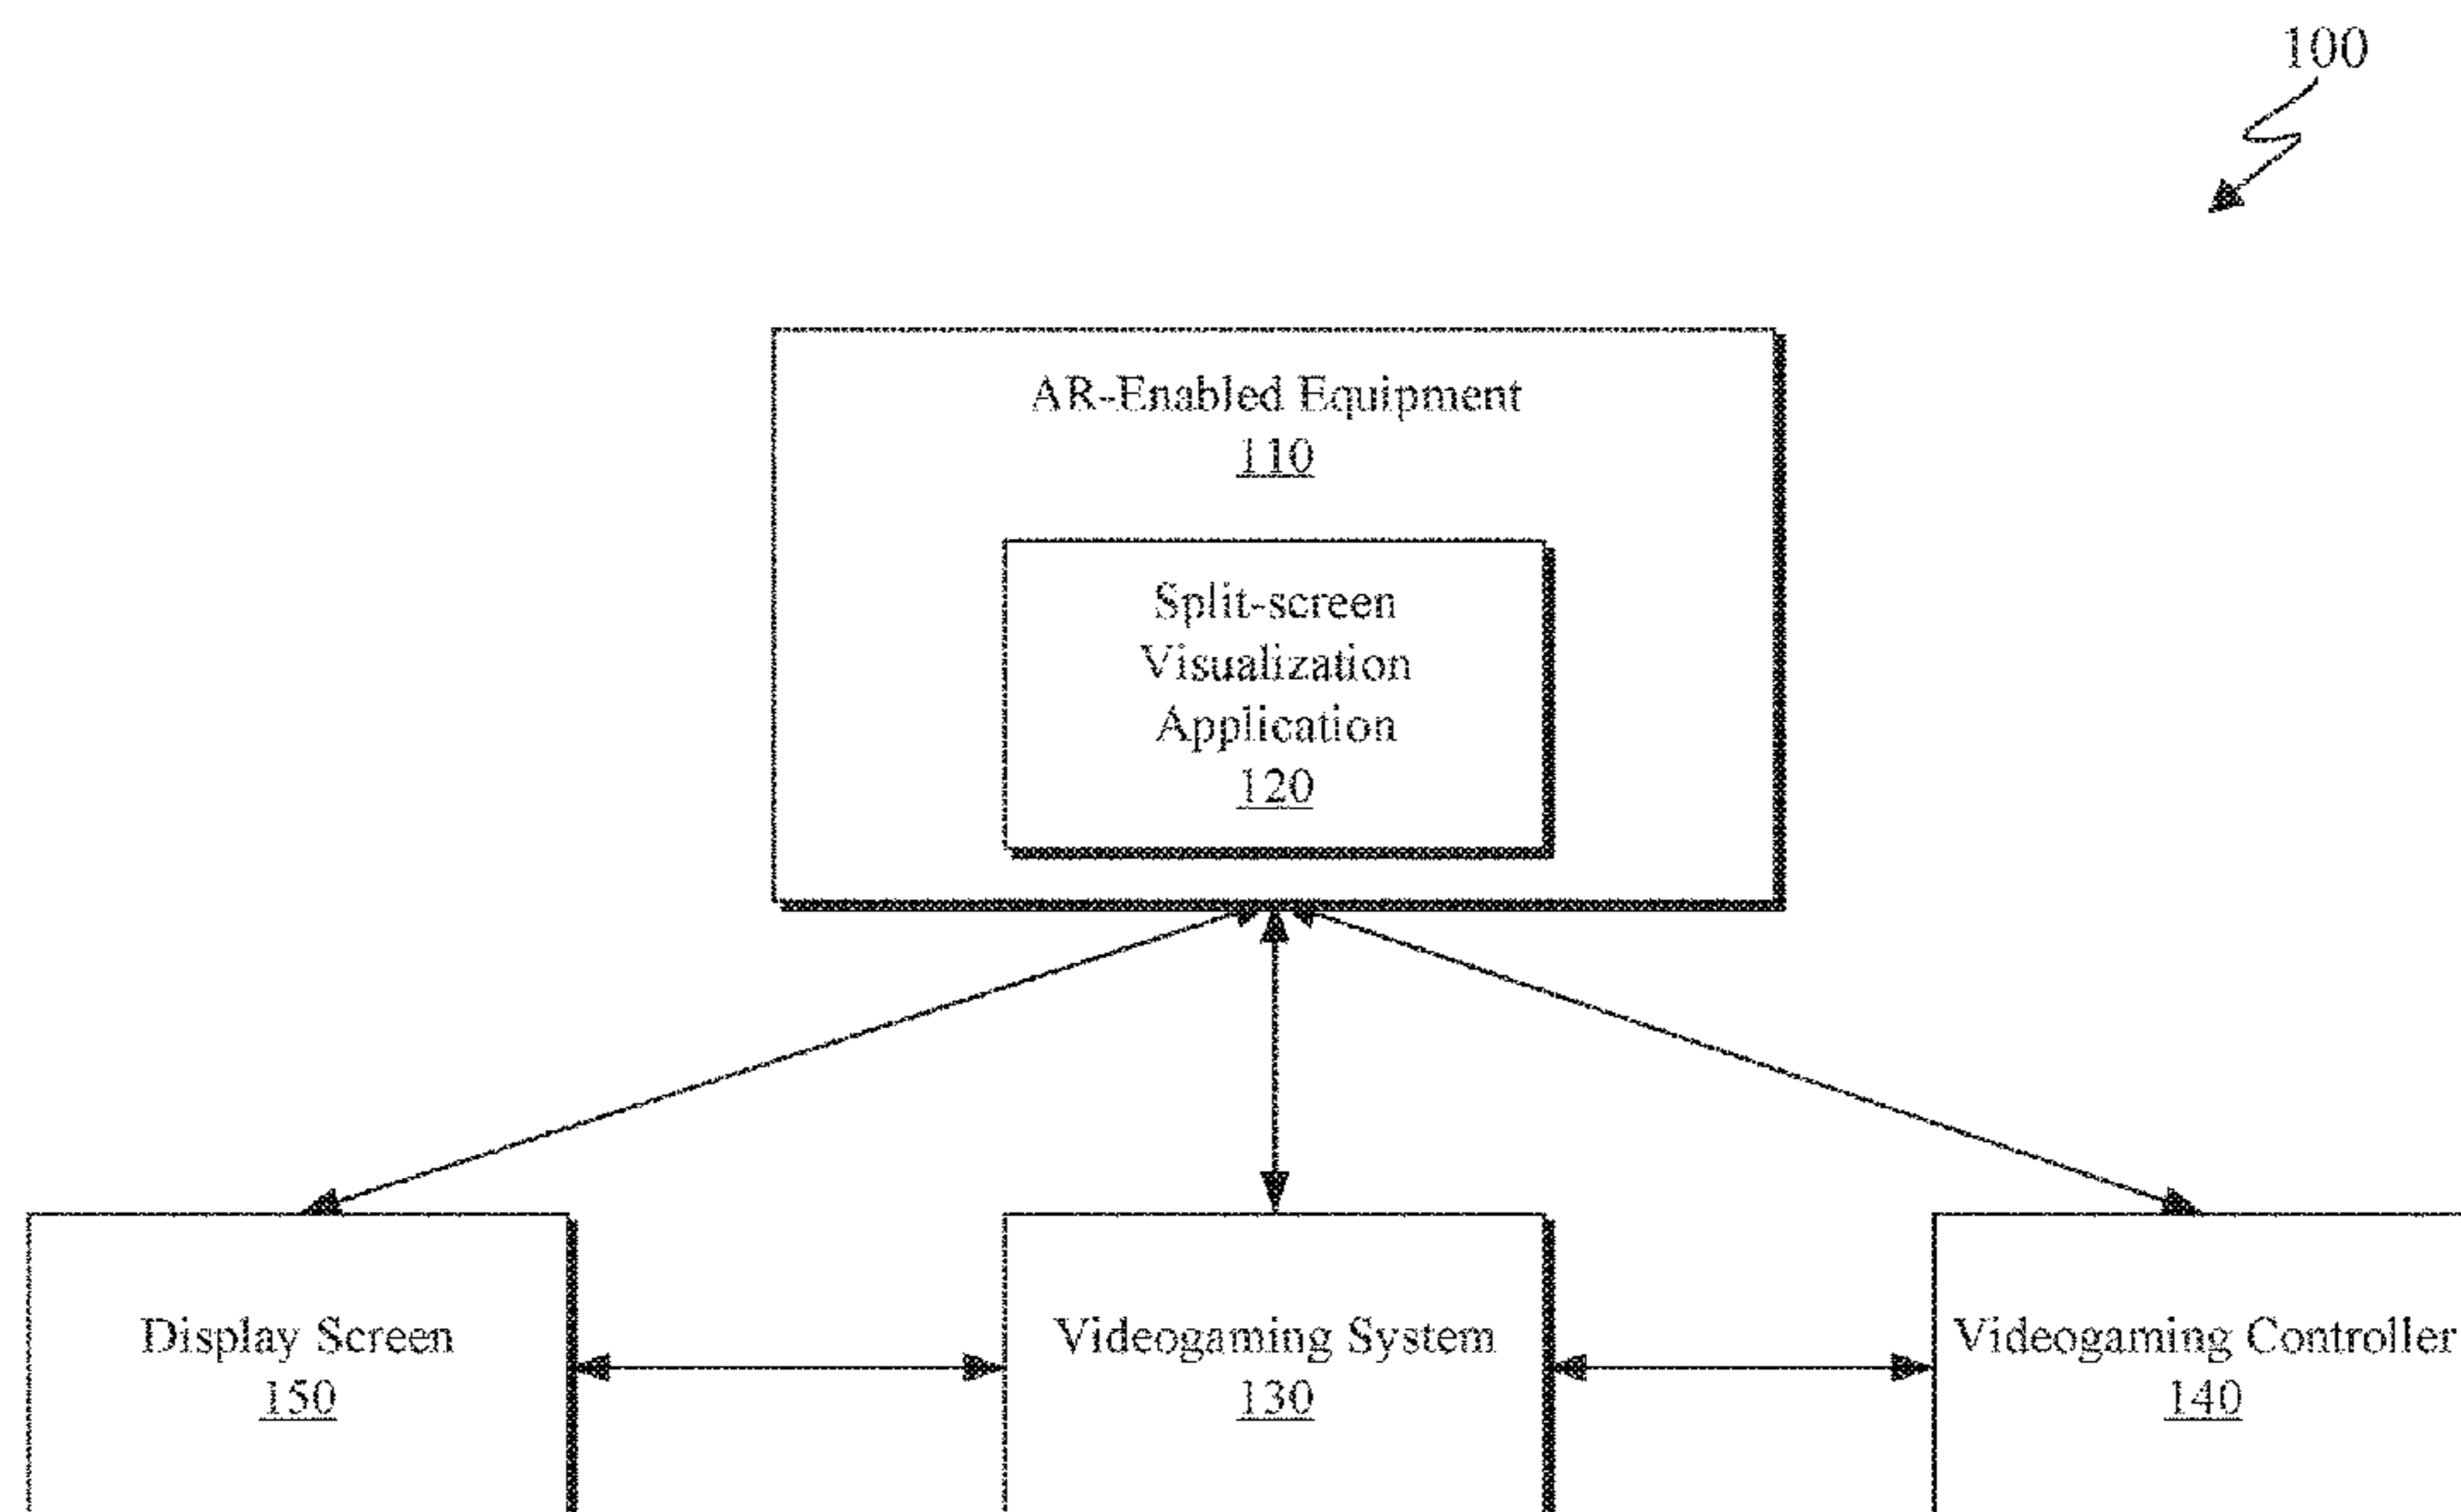 100
AR-Enabled Equipment
110
Split-screen
Visualization
Application
120
Display Screen
150
Videogaming System
130
Videogaming Controller
140